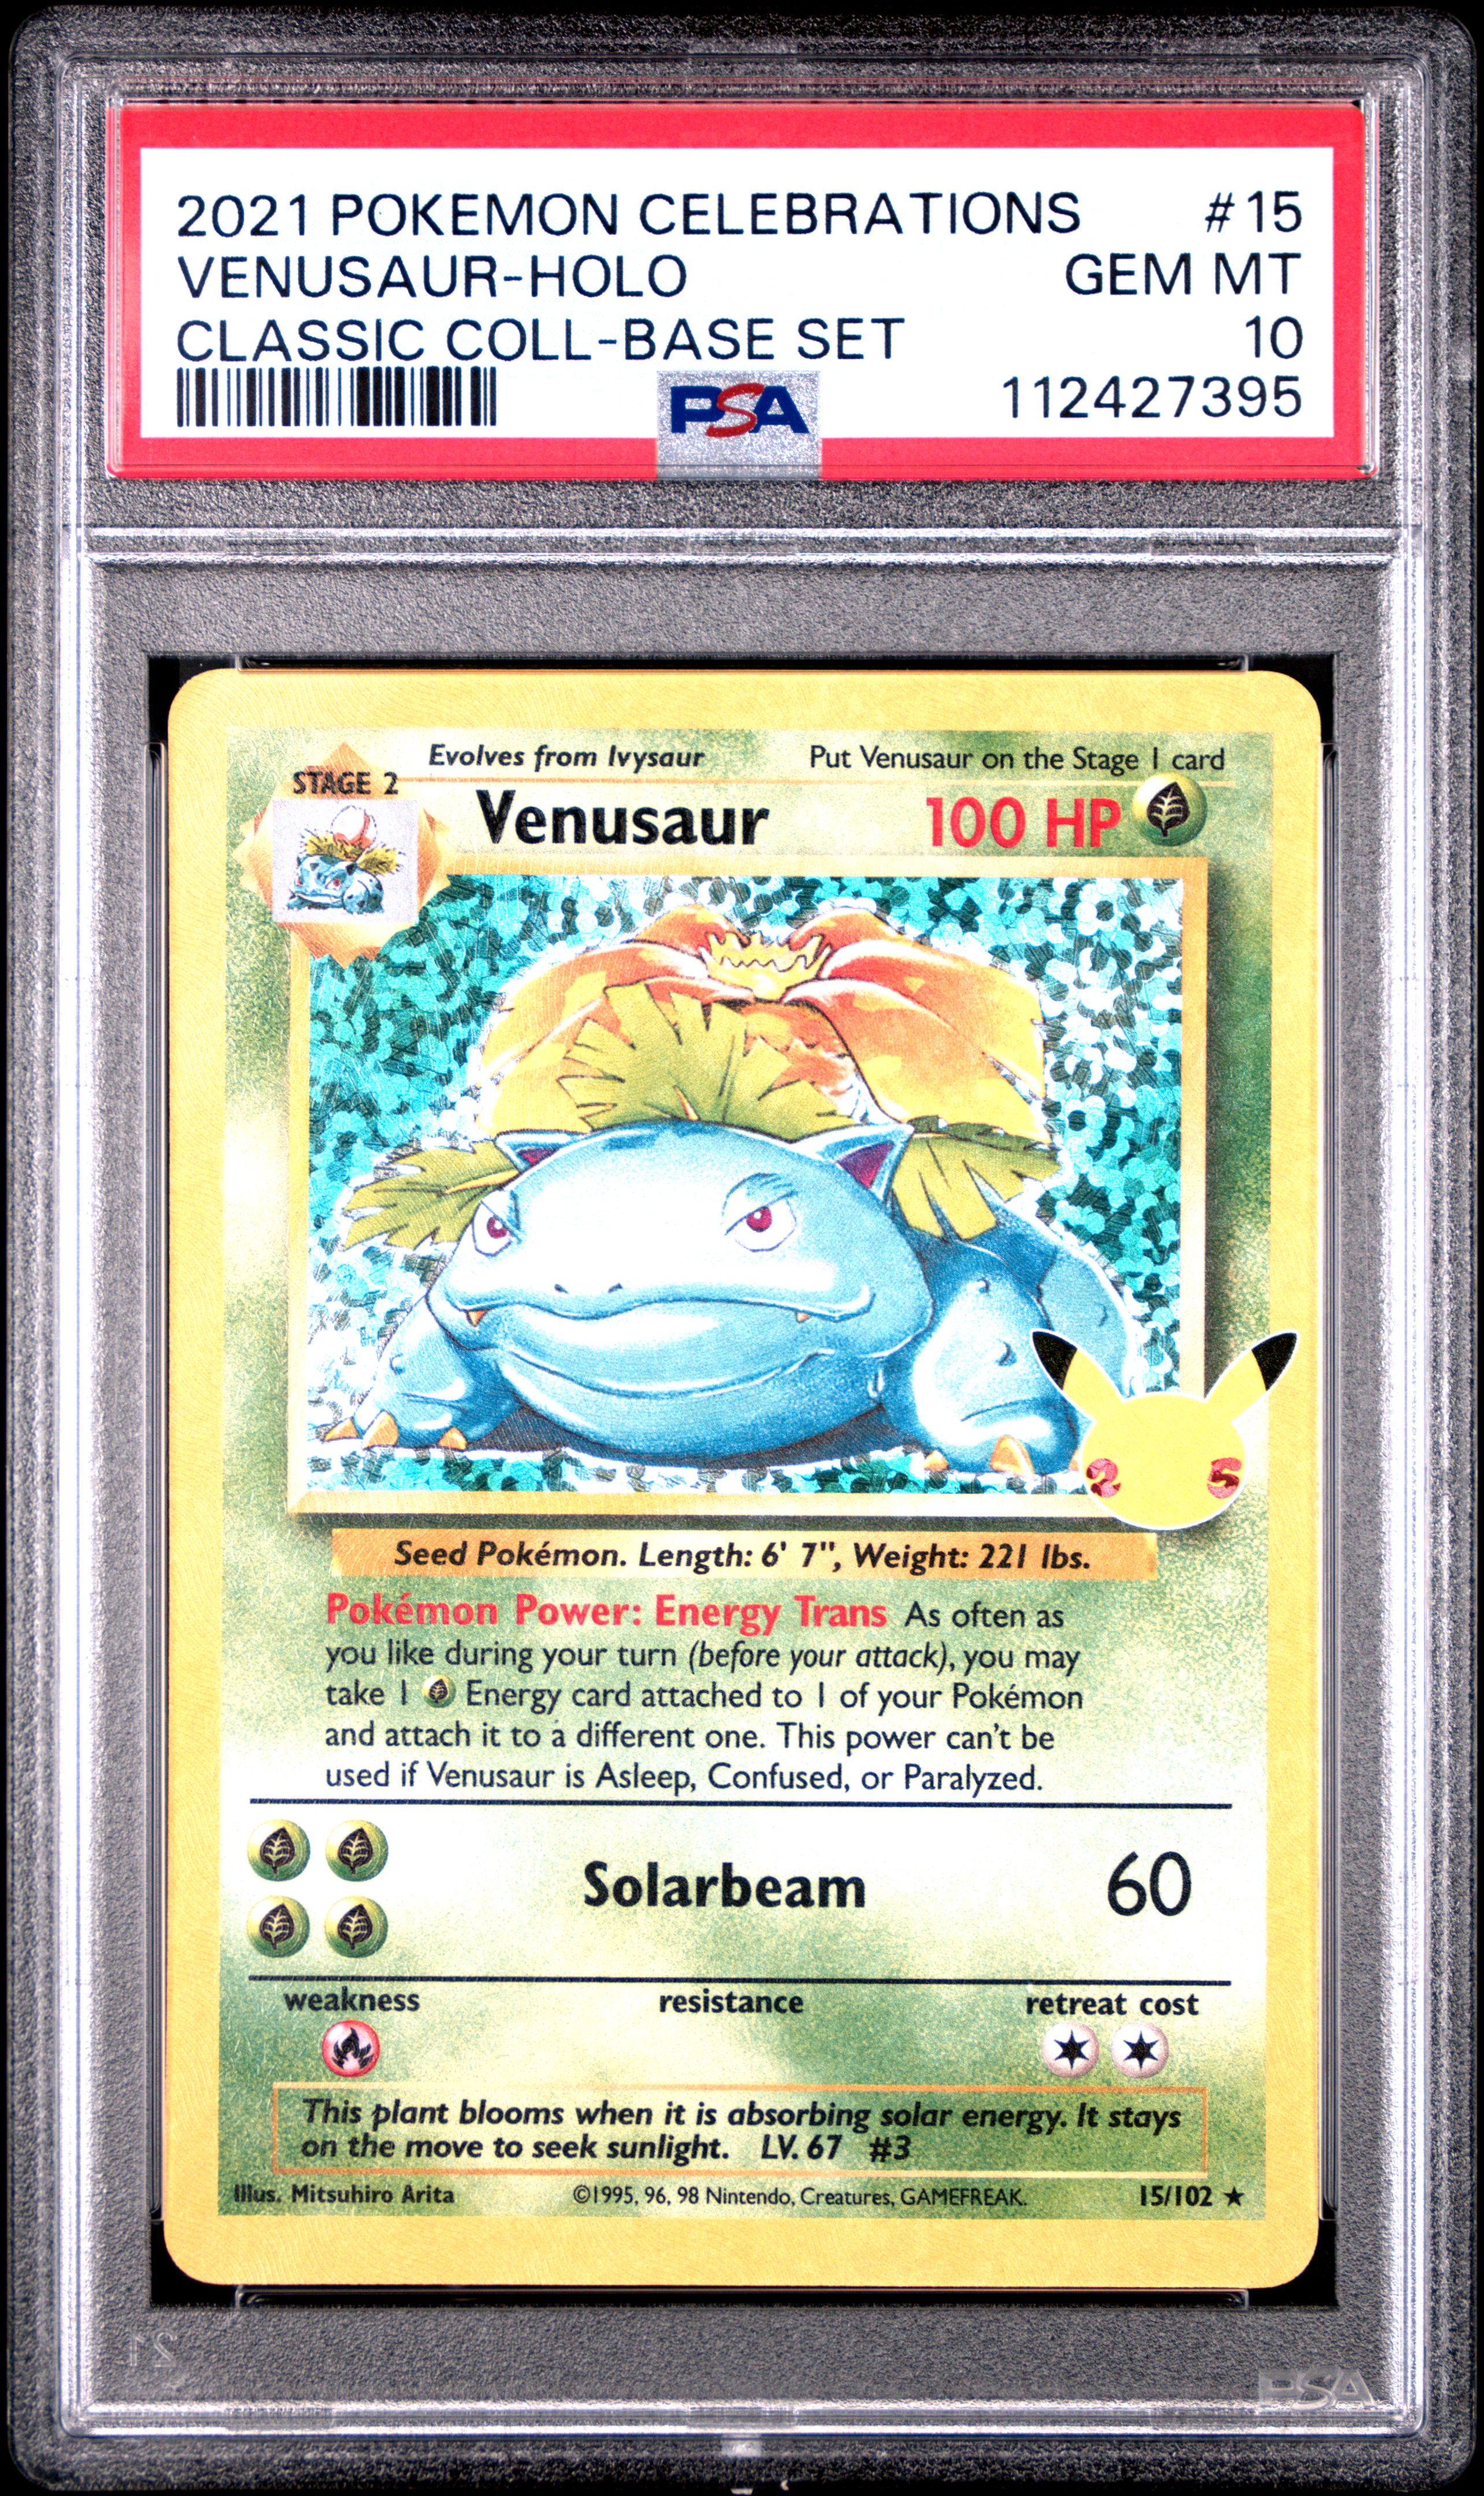 2021 POKEMON CELEBRATIONS #15
VENUSAUR-HOLO GEM MT
CLASSIC COLL-BASE SET 10
PSA 112427395
Evolves from Ivysaur Put Venusaur on the Stage 1 card
STAGE 2
Venusaur 100 HP
25
Seed Pokémon. Length: 6' 7", Weight: 221 lbs.
Pokémon Power: Energy Trans As often as
you like during your turn (before your attack), you may
take 1 Energy card attached to 1 of your Pokémon
and attach it to a different one. This power can't be
used if Venusaur is Asleep, Confused, or Paralyzed.
Solarbeam 60
weakness resistance retreat cost
This plant blooms when it is absorbing solar energy. It stays
on the move to seek sunlight. LV. 67 #3
Illus. Mitsuhiro Arita ©1995, 96, 98 Nintendo, Creatures, GAMEFREAK. 15/102 ★
21
PSA